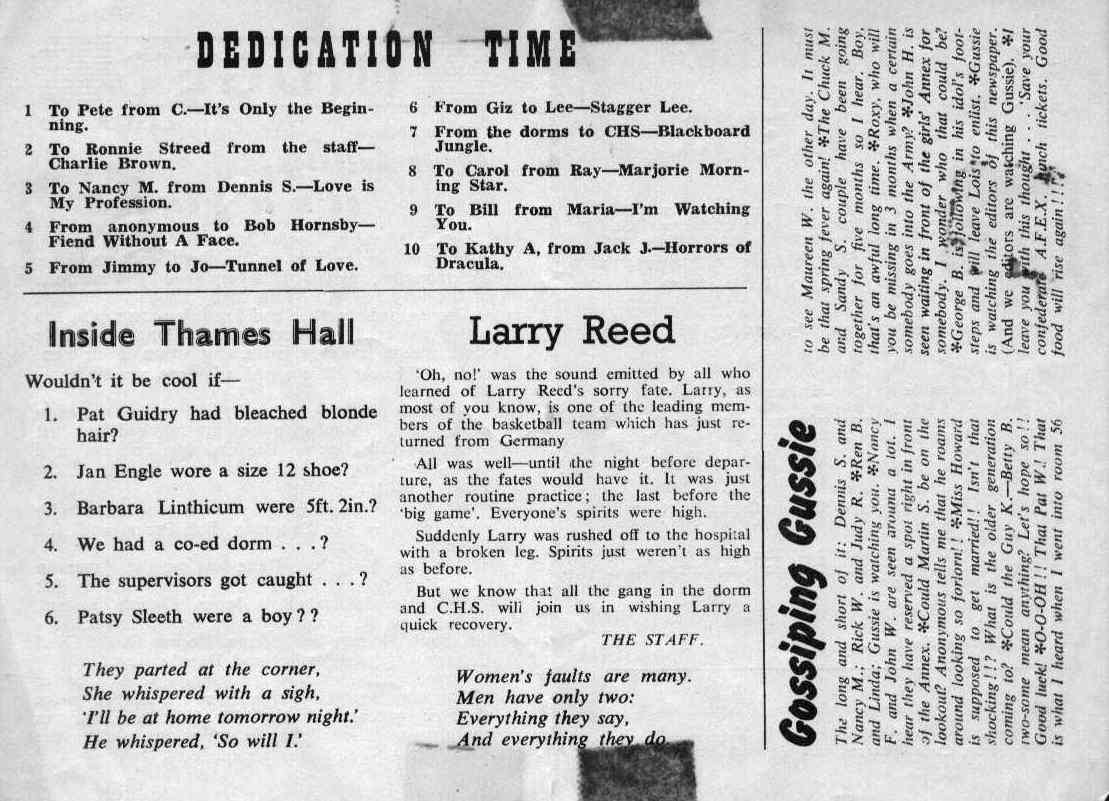 DEDICATION TIME
1 To Pete from C.—It's Only the Begin-
ning.
2 To Ronnie Streed from the staff—
Charlie Brown.
3 To Nancy M. from Dennis S.—Love is
My Profession.
4 From anonymous to Bob Hornsby—
Fiend Without A Face.
5 From Jimmy to Jo—Tunnel of Love.
6 From Giz to Lee—Stagger Lee.
7 From the dorms to CHS—Blackboard
Jungle.
8 To Carol from Ray—Marjorie Morn-
ing Star.
9 To Bill from Maria—I'm Watching
You.
10 To Kathy A, from Jack J.—Horrors of
Dracula.
Inside Thames Hall
Wouldn't it be cool if—
1. Pat Guidry had bleached blonde
hair?
2. Jan Engle wore a size 12 shoe?
3. Barbara Linthicum were 5ft. 2in.?
4. We had a co-ed dorm . . . ?
5. The supervisors got caught . . . ?
6. Patsy Sleeth were a boy ? ?
They parted at the corner,
She whispered with a sigh,
'I'll be at home tomorrow night.'
He whispered, 'So will I.'
Larry Reed
'Oh, no!' was the sound emitted by all who
learned of Larry Reed's sorry fate. Larry, as
most of you know, is one of the leading mem-
bers of the basketball team which has just re-
turned from Germany
All was well—until the night before depar-
ture, as the fates would have it. It was just
another routine practice; the last before the
'big game'. Everyone's spirits were high.
Suddenly Larry was rushed off to the hospital
with a broken leg. Spirits just weren't as high
as before.
But we know that all the gang in the dorm
and C.H.S. will join us in wishing Larry a
quick recovery.
THE STAFF.
Women's faults are many.
Men have only two:
Everything they say,
And everything they do
Gossiping Gussie
The long and short of it; Dennis S. and
Nancy M.; Rick W. and Judy R. *Ren B.
and Linda; Gussie is watching you. *Nancy
F. and John W. are seen around a lot. I
hear they have reserved a spot right in front
of the Annex. *Could Martin S. be on the
lookout? Anonymous tells me that he roams
around looking so forlorn!! *Miss Howard
is supposed to get married!! Isn't that
shocking!!? What is the older generation
coming to? *Could the Guy K.—Betty B.
two-some mean anything? Let's hope so!!
Good luck! *O-O-OH!! That Pat W.! That
is what I heard when I went into room 56
to see Maureen W. the other day. It must
be that spring fever again! *The Chuck M.
and Sandy S. couple have been going
together for five months so I hear. Boy,
that's an awful long time. *Roxy, who will
you be missing in 3 months when a certain
somebody goes into the Army? *John H. is
seen waiting in front of the girls' Annex for
somebody. I wonder who that could be?
*George B. is following in his idol's foot-
steps and will leave Lois to enlist. *Gussie
is watching the editors of this newspaper.
(And we editors are watching Gussie). *I
leave you with this thought . . . . Save your
confederate A.F.E.X. lunch tickets. Good
food will rise again!!!!